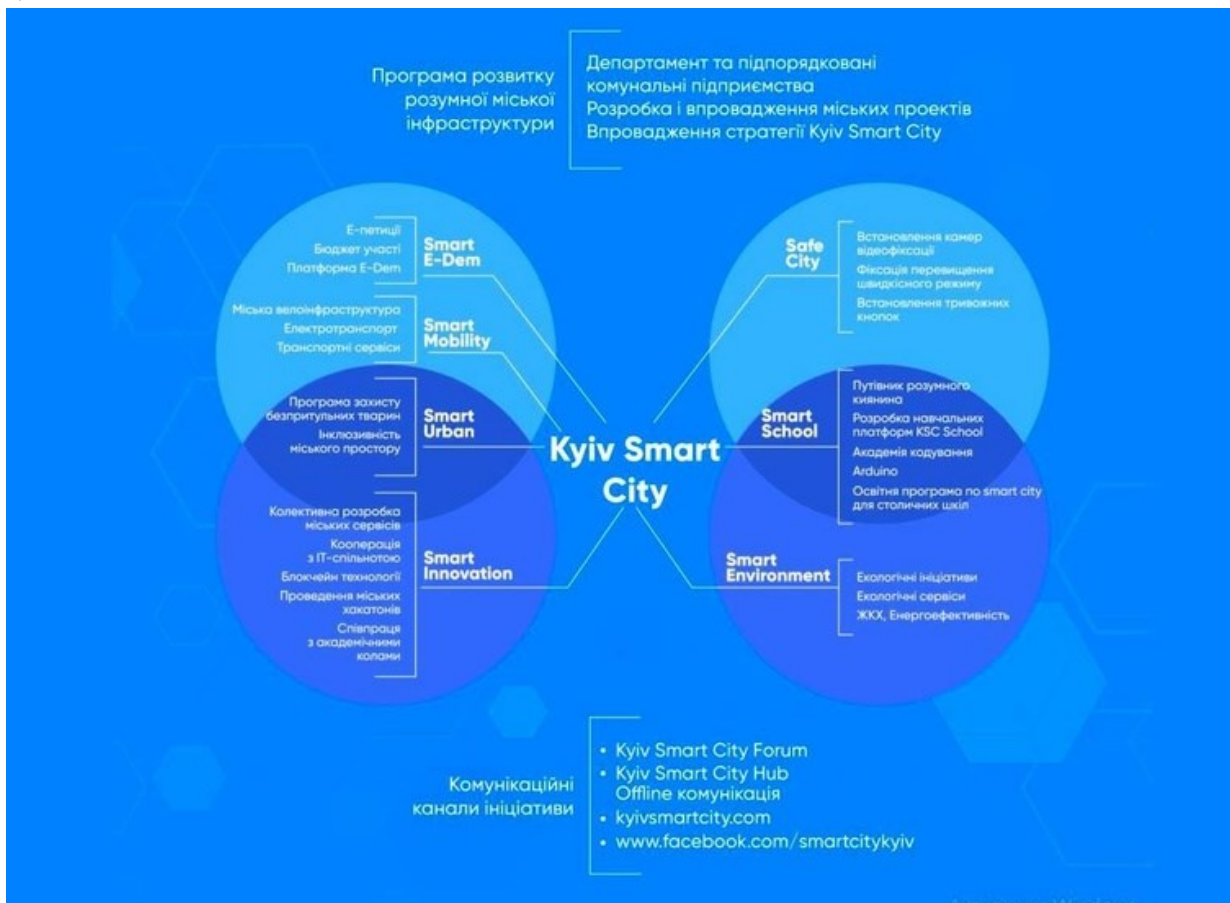 Програма розвитку
розумної міської
інфраструктури
Департамент та підпорядковані
комунальні підприємства
Розробка і впровадження міських проектів
Впровадження стратегії Kyiv Smart City
Е-петиції
Бюджет участі
Платформа E-Dem
Smart
E-Dem
Міська велоінфраструктура
Електротранспорт
Транспортні сервіси
Smart
Mobility
Програма захисту
безпритульних тварин
Інклюзивність
міського простору
Smart
Urban
Колективна розробка
міських сервісів
Кооперація
з ІТ-спільнотою
Блокчейн технології
Проведення міських
хакатонів
Співпраця
з академічними
колами
Smart
Innovation
Kyiv Smart
City
Safe
City
Встановлення камер
відеофіксації
Фіксація перевищення
швидкісного режиму
Встановлення тривожних
кнопок
Smart
School
Путівник розумного
киянина
Розробка навчальних
платформ KSC School
Академія кодування
Arduino
Освітня програма по smart city
для столичних шкіл
Smart
Environment
Екологічні ініціативи
Екологічні сервіси
ЖКХ, Енергоефективність
Комунікаційні
канали ініціативи
• Kyiv Smart City Forum
• Kyiv Smart City Hub
Offline комунікація
• kyivsmartcity.com
• www.facebook.com/smartcitykyiv